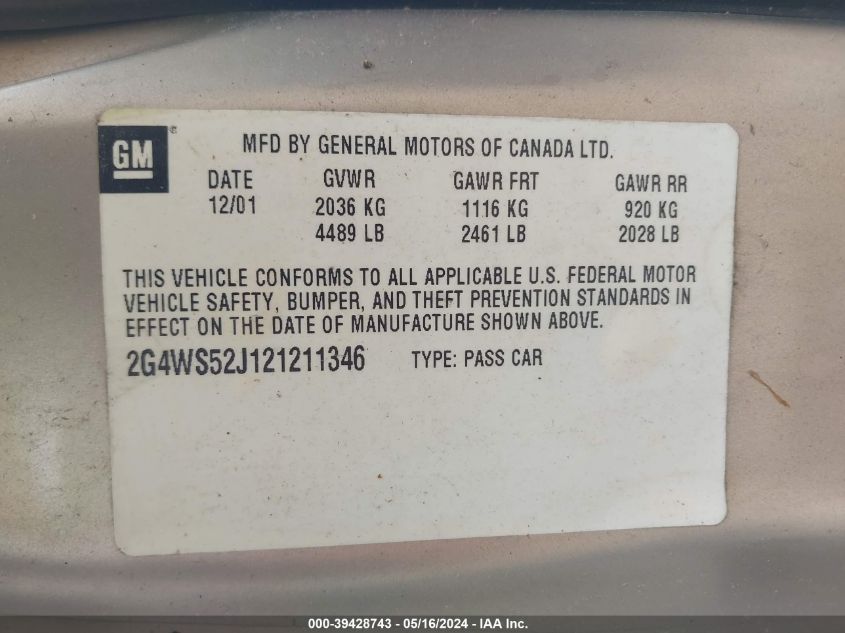 GM®
MFD BY GENERAL MOTORS OF CANADA LTD.
DATE GVWR GAWR FRT GAWR RR
12/01 2036 KG 1116 KG 920 KG
4489 LB 2461 LB 2028 LB
THIS VEHICLE CONFORMS TO ALL APPLICABLE U.S. FEDERAL MOTOR
VEHICLE SAFETY, BUMPER, AND THEFT PREVENTION STANDARDS IN
EFFECT ON THE DATE OF MANUFACTURE SHOWN ABOVE.
2G4WS52J121211346 TYPE: PASS CAR
000-39428743 - 05/16/2024 - IAA Inc.